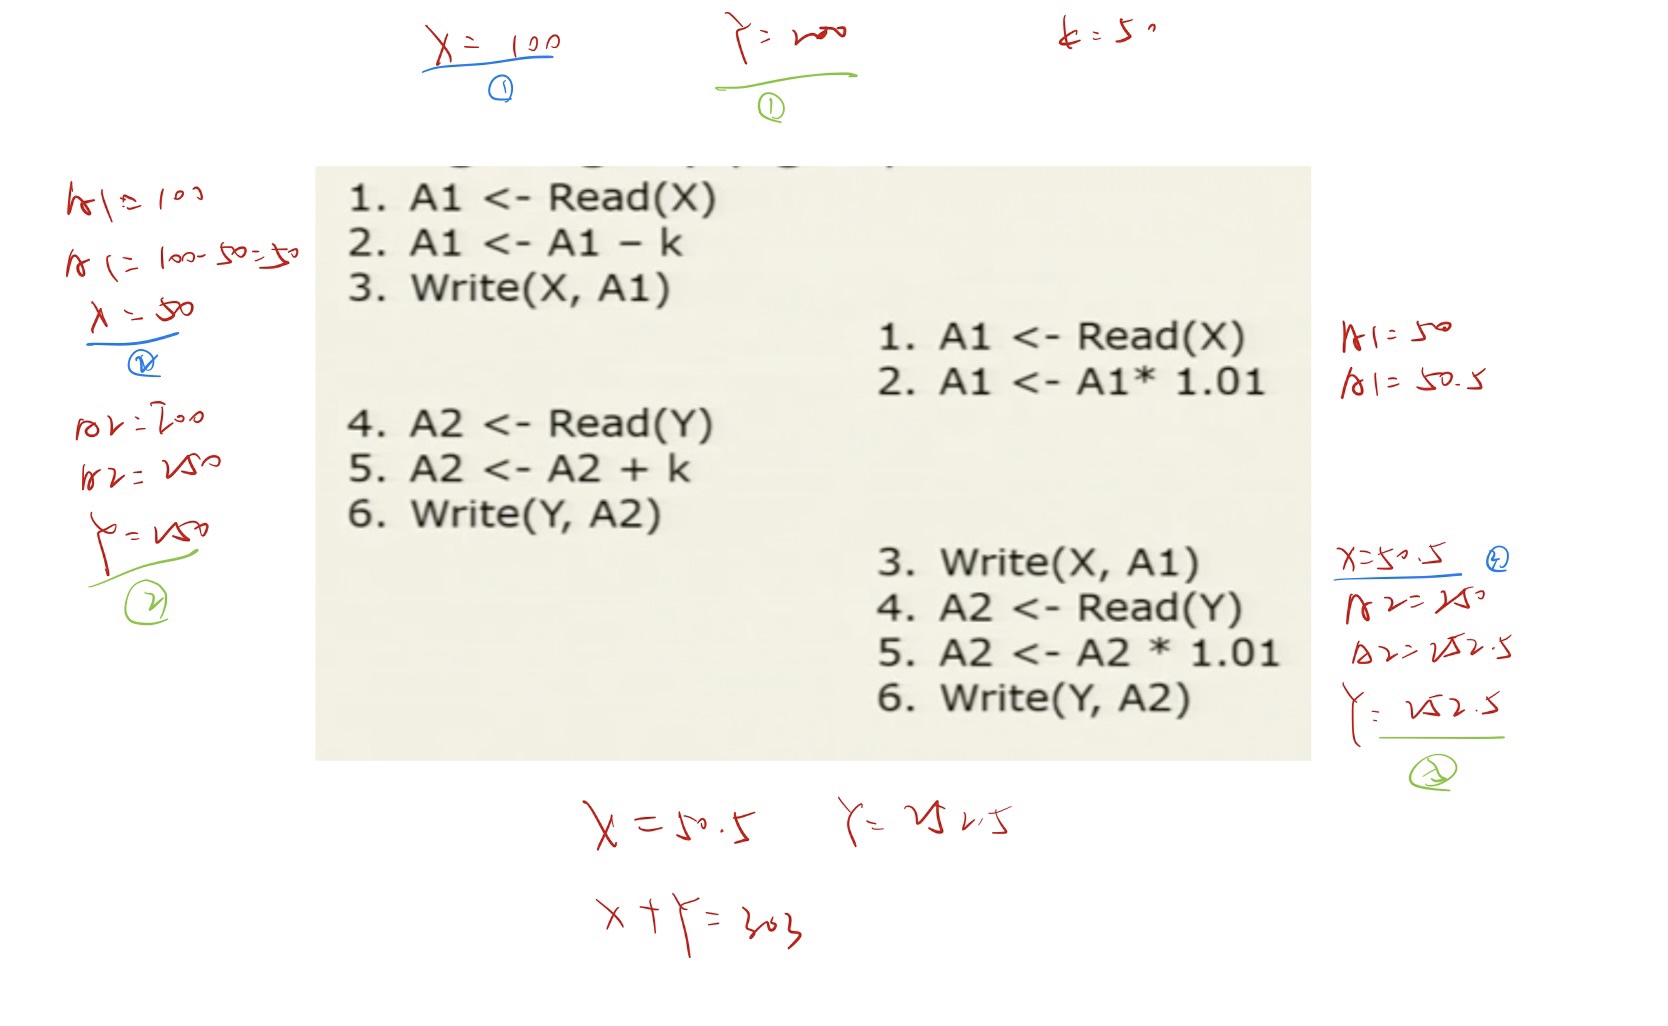 X = 100 Y = 200 k = 50
① ①
1. A1 <- Read(X)
2. A1 <- A1 – k
3. Write(X, A1)
A1 = 100
A1 = 100-50=50
X = 50
②
1. A1 <- Read(X)
2. A1 <- A1* 1.01
A1 = 50
A1 = 50.5
4. A2 <- Read(Y)
5. A2 <- A2 + k
6. Write(Y, A2)
A2 = 200
A2 = 250
Y = 250
②
3. Write(X, A1)
4. A2 <- Read(Y)
5. A2 <- A2 * 1.01
6. Write(Y, A2)
X=50.5
A2=250
A2=252.5
Y= 252.5
X = 50.5 Y= 252.5
X + Y = 303